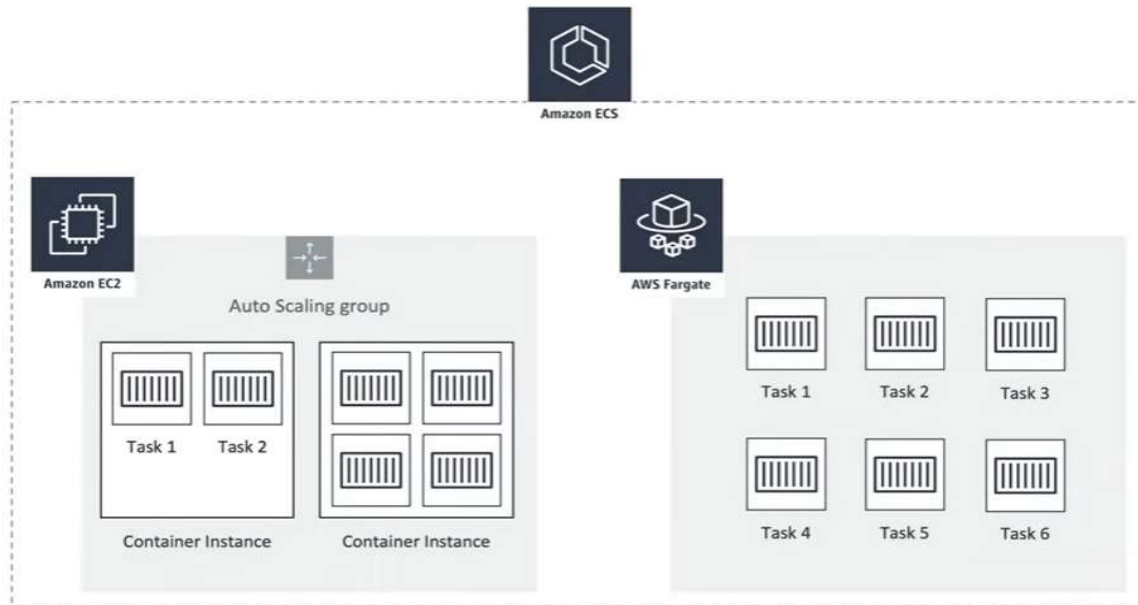 Amazon ECS
Amazon EC2
Auto Scaling group
Task 1
Task 2
Container Instance
Container Instance
AWS Fargate
Task 1
Task 2
Task 3
Task 4
Task 5
Task 6